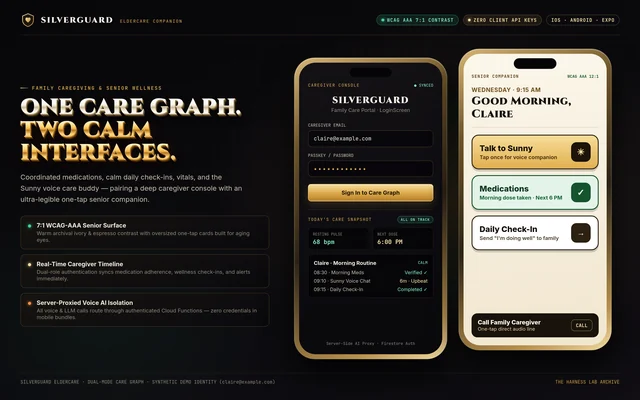 SILVERGUARD ELDERCARE COMPANION
WCAG AAA 7:1 CONTRAST
ZERO CLIENT API KEYS
IOS · ANDROID · EXPO
FAMILY CAREGIVING & SENIOR WELLNESS
ONE CARE GRAPH.
TWO CALM
INTERFACES.
Coordinated medications, calm daily check-ins, vitals, and the
Sunny voice care buddy — pairing a deep caregiver console with an
ultra-legible one-tap senior companion.
7:1 WCAG-AAA Senior Surface
Warm archival ivory & espresso contrast with oversized one-tap cards built for aging
eyes.
Real-Time Caregiver Timeline
Dual-role authentication syncs medication adherence, wellness check-ins, and alerts
immediately.
Server-Proxied Voice AI Isolation
All voice & LLM calls route through authenticated Cloud Functions — zero credentials in
mobile bundles.
CAREGIVER CONSOLE
SYNCED
SILVERGUARD
Family Care Portal · LoginScreen
CAREGIVER EMAIL
claire@example.com
PASSKEY / PASSWORD
Sign In to Care Graph
TODAY'S CARE SNAPSHOT
ALL ON TRACK
RESTING PULSE
68 bpm
NEXT DOSE
6:00 PM
Claire · Morning Routine
CALM
08:30 · Morning Meds
Verified ✓
09:10 · Sunny Voice Chat
6m · Upbeat
09:15 · Daily Check-In
Completed ✓
Server-Side AI Proxy · Firestore Auth
SENIOR COMPANION
WCAG AAA 12:1
WEDNESDAY · 9:15 AM
GOOD MORNING,
CLAIRE
Talk to Sunny
Tap once for voice companion
Medications
Morning dose taken · Next 6 PM
✓
Daily Check-In
Send "I'm doing well" to family
→
Call Family Caregiver
One-tap direct audio line
CALL
SILVERGUARD ELDERCARE · DUAL-MODE CARE GRAPH · SYNTHETIC DEMO IDENTITY (claire@example.com)
THE HARNESS LAB ARCHIVE